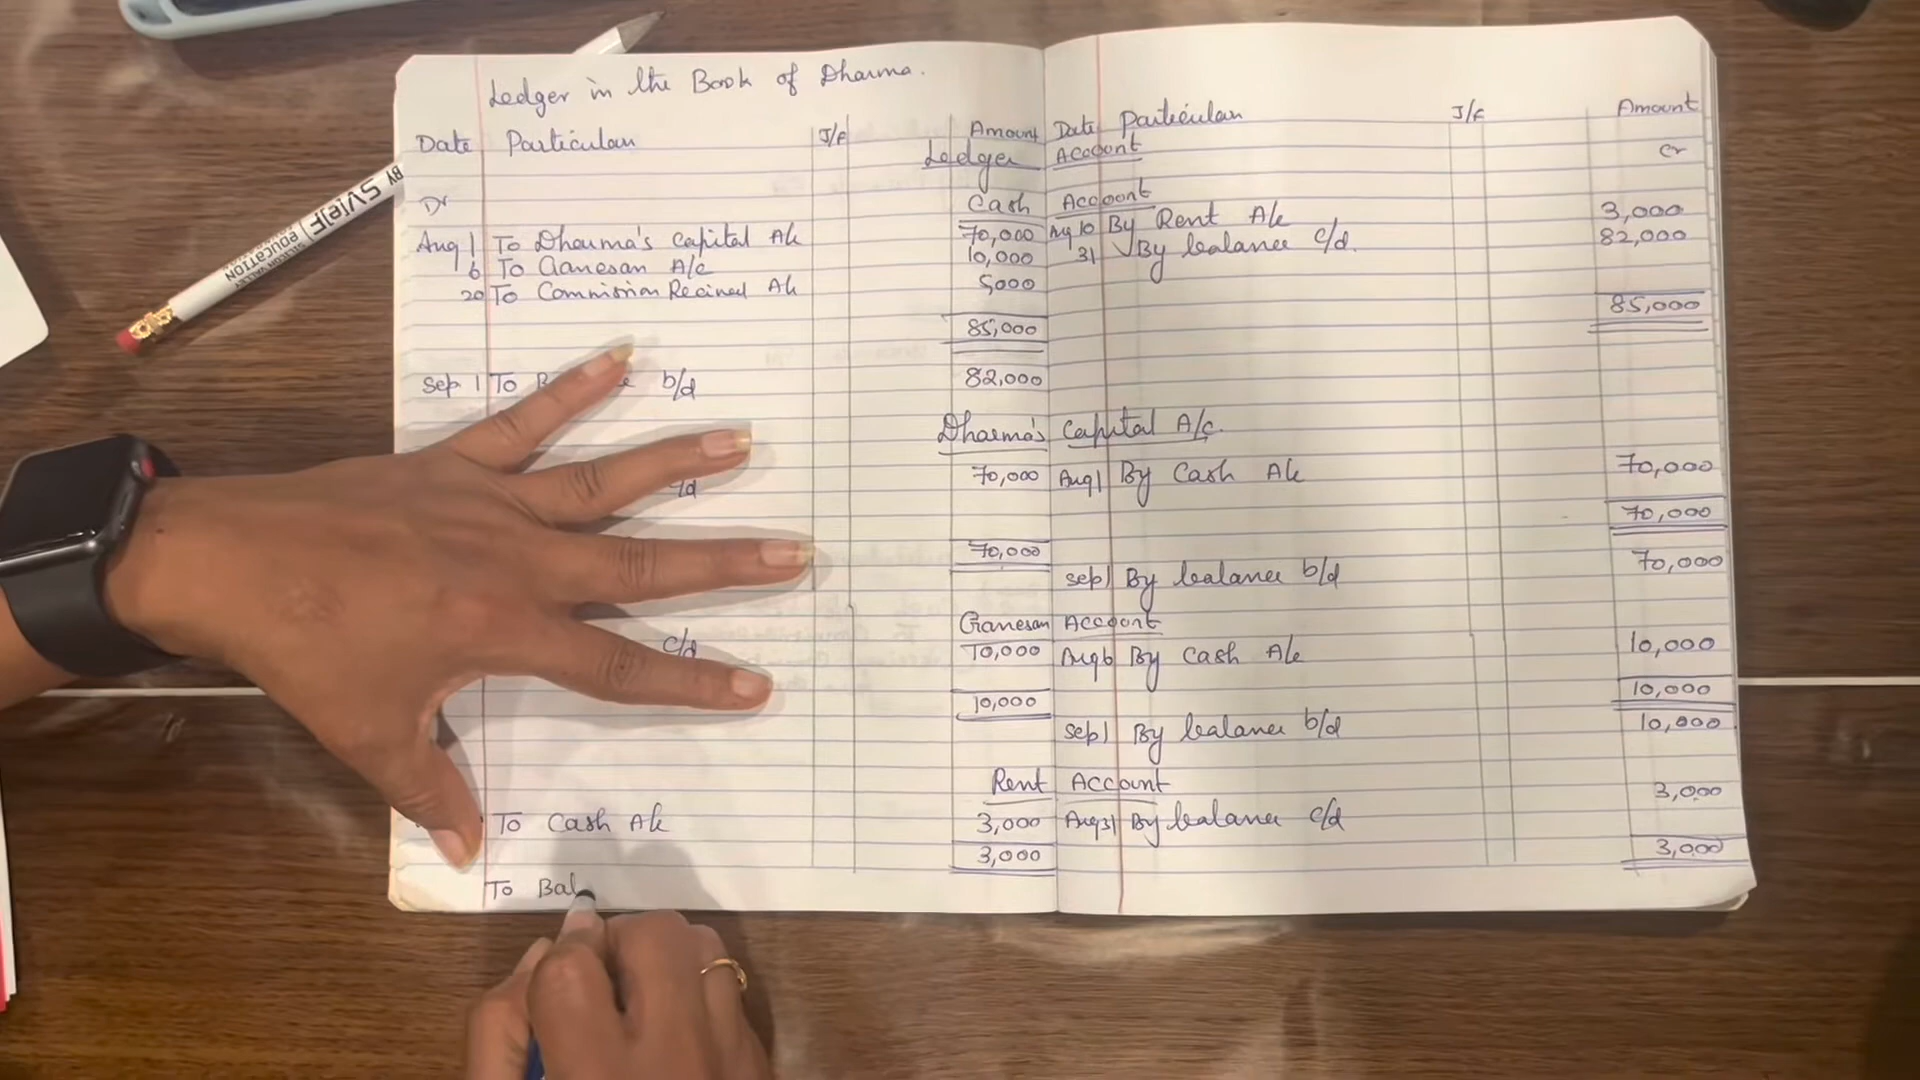 Ledger in the Book of Dharma.
Date Particulars J/F Amount Date Particulars J/F Amount
Ledger Account
Dr Cash Account Cr
Aug 1 To Dharma's Capital A/c 70,000 Aug 10 By Rent A/c 3,000
6 To Ganesan A/c 10,000 31 By balance c/d. 82,000
20 To Commission Recived A/c 5000
85,000 85,000
Sep 1 To b/d 82,000
Dharma's Capital A/c.
70,000 Aug 1 By Cash A/c 70,000
70,000 70,000
Sep 1 By balance b/d 70,000
Ganesan Account
c/d 10,000 Aug 6 By Cash A/c 10,000
10,000 10,000
Sep 1 By balance b/d 10,000
Rent Account
To Cash A/c 3,000 Aug 31 By balance c/d 3,000
3,000 3,000
To Bal
BY SV[e]F
SILICON VALLEY
EDUCATION